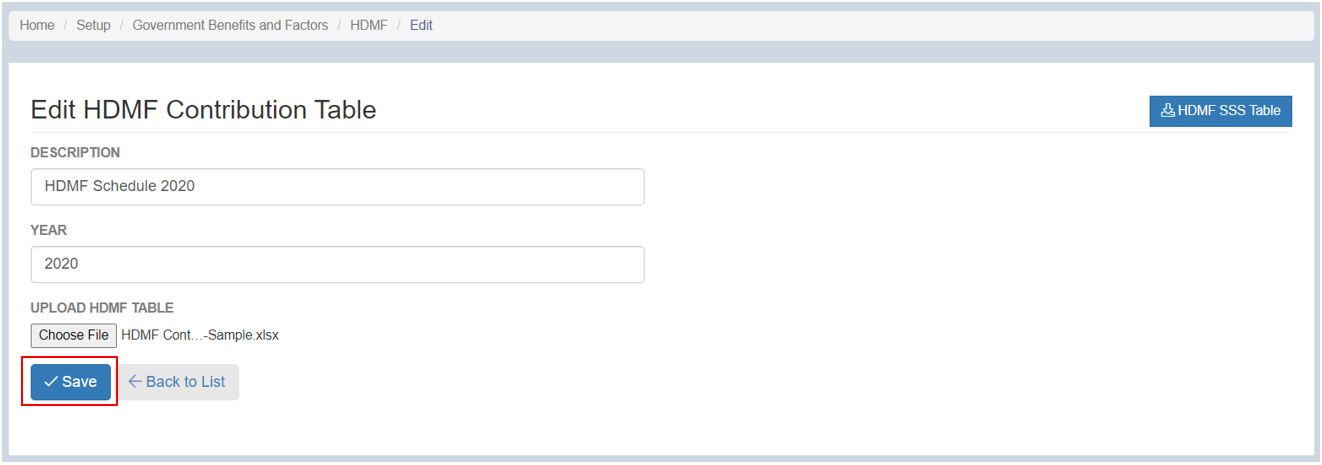 Home / Setup / Government Benefits and Factors / HDMF / Edit
Edit HDMF Contribution Table
HDMF SSS Table
DESCRIPTION
HDMF Schedule 2020
YEAR
2020
UPLOAD HDMF TABLE
Choose File HDMF Cont...-Sample.xlsx
Save
Back to List